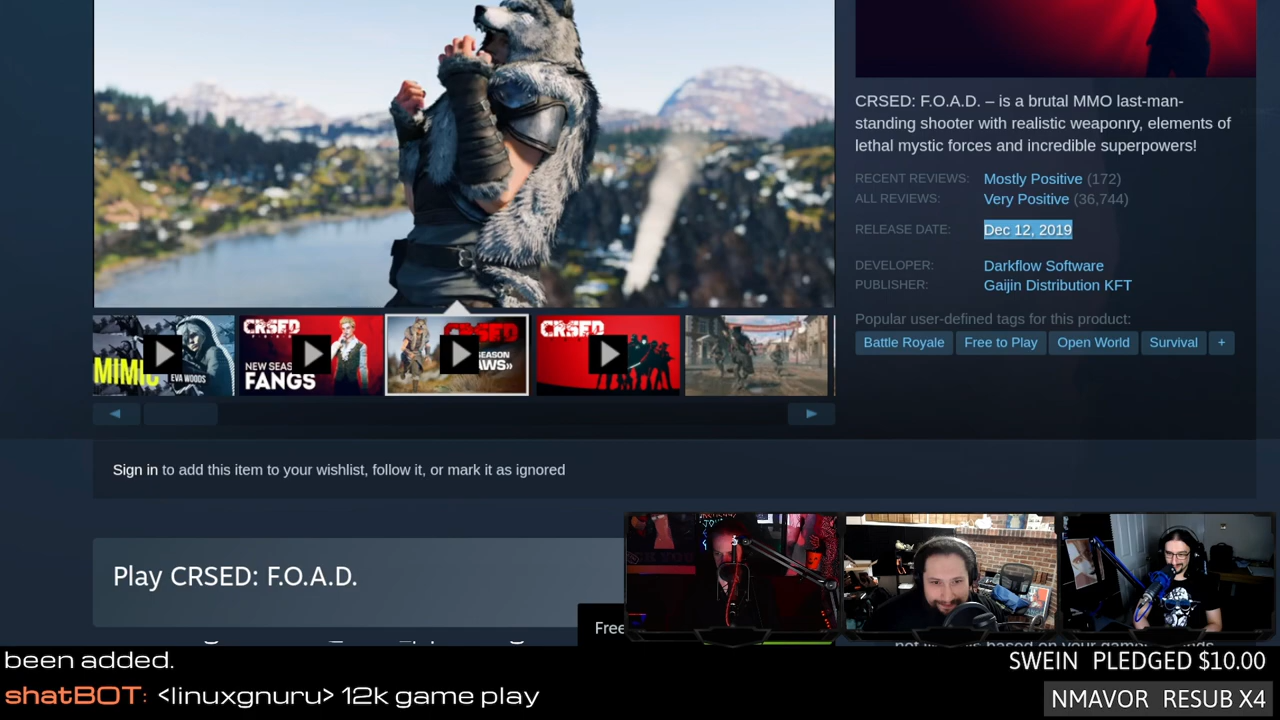 CRSED: F.O.A.D. – is a brutal MMO last-man-
standing shooter with realistic weaponry, elements of
lethal mystic forces and incredible superpowers!
RECENT REVIEWS: Mostly Positive (172)
ALL REVIEWS: Very Positive (36,744)
RELEASE DATE: Dec 12, 2019
DEVELOPER: Darkflow Software
PUBLISHER: Gaijin Distribution KFT
Popular user-defined tags for this product:
Battle Royale Free to Play Open World Survival +
MIMIC EVA WOODS
CRSED
NEW SEAS
FANGS
CRSED
SEASON
AWS»
CRSED
Sign in to add this item to your wishlist, follow it, or mark it as ignored
Play CRSED: F.O.A.D.
Free
been added.
shatBOT: <linuxgnuru> 12k game play
SWEIN PLEDGED $10.00
NMAVOR RESUB X4